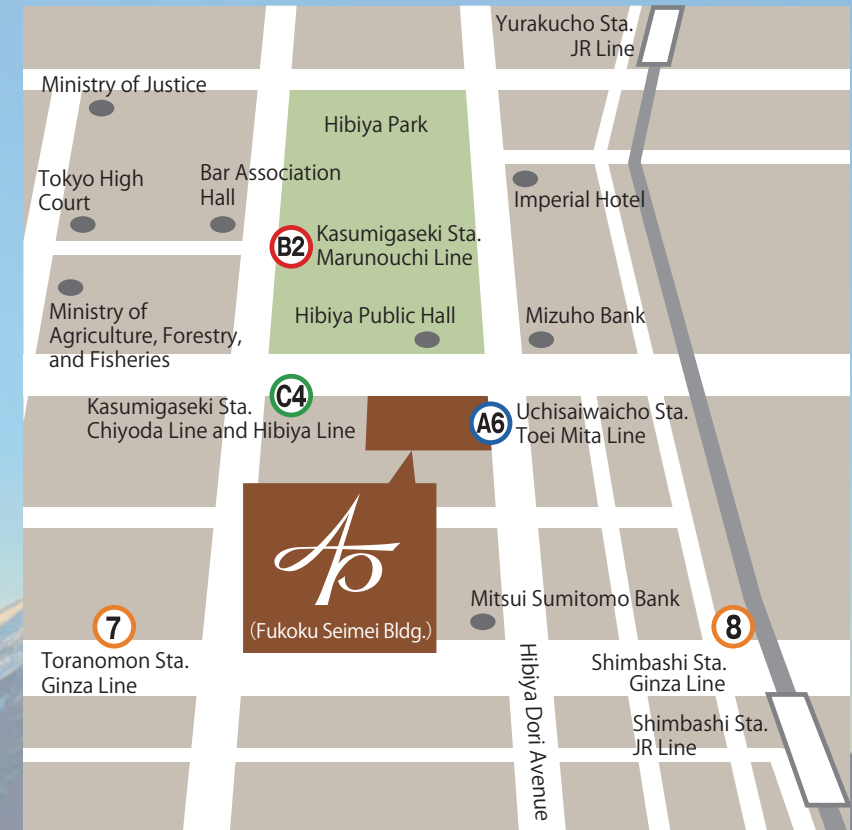 Yurakucho Sta.
JR Line
Ministry of Justice
Hibiya Park
Tokyo High
Court
Bar Association
Hall
Imperial Hotel
B2
Kasumigaseki Sta.
Marunouchi Line
Ministry of
Agriculture, Forestry,
and Fisheries
Hibiya Public Hall
Mizuho Bank
C4
Kasumigaseki Sta.
Chiyoda Line and Hibiya Line
A6
Uchisaiwaicho Sta.
Toei Mita Line
AP
(Fukoku Seimei Bldg.)
Mitsui Sumitomo Bank
7
Toranomon Sta.
Ginza Line
8
Shimbashi Sta.
Ginza Line
Hibiya Dori Avenue
Shimbashi Sta.
JR Line